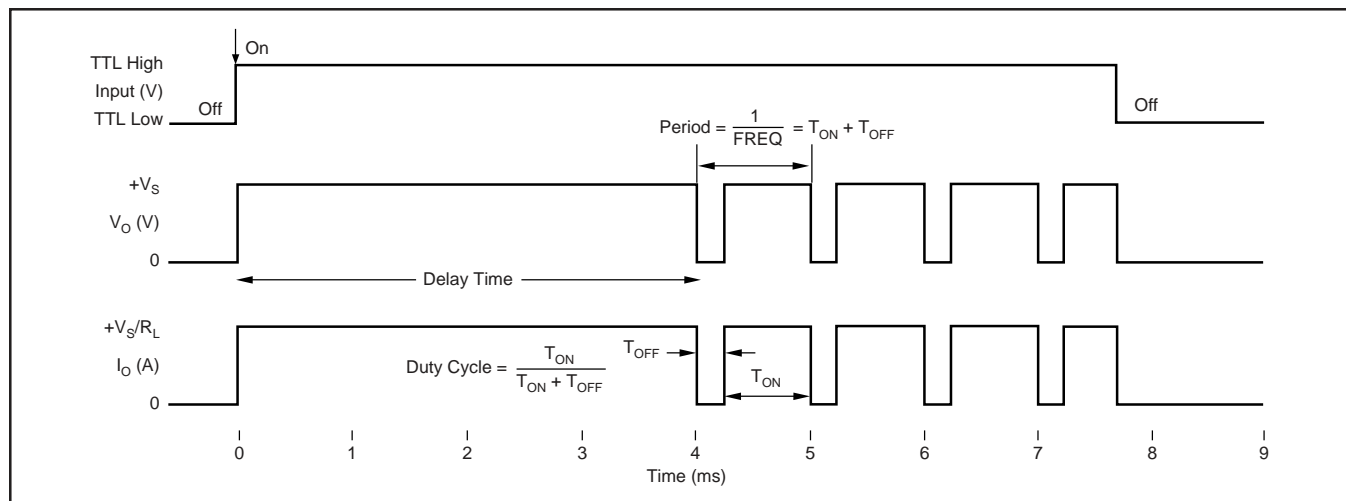 On
TTL High
Input (V)
Off
TTL Low
Off
Period = 1 / FREQ = T_ON + T_OFF
+V_S
V_O (V)
0
Delay Time
+V_S/R_L
I_O (A)
0
Duty Cycle = T_ON / T_ON + T_OFF
T_OFF
T_ON
0 1 2 3 4 5 6 7 8 9
Time (ms)